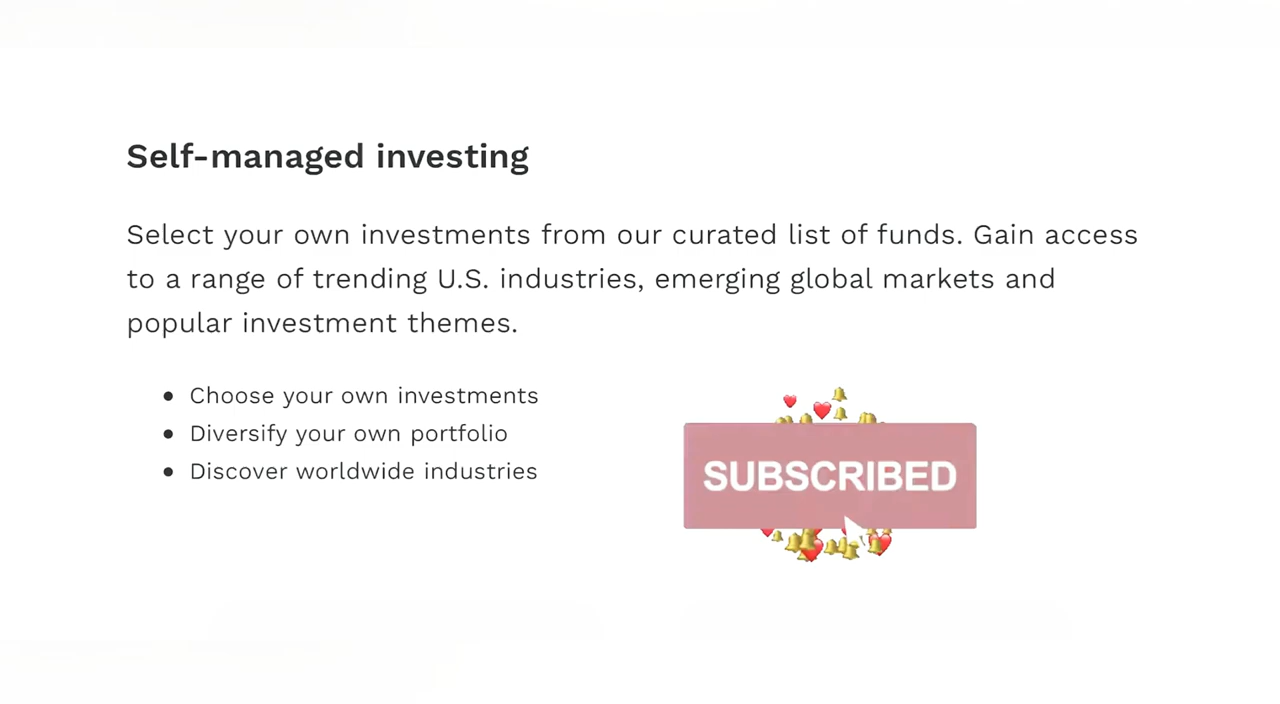 Self-managed investing
Select your own investments from our curated list of funds. Gain access
to a range of trending U.S. industries, emerging global markets and
popular investment themes.
• Choose your own investments
• Diversify your own portfolio
• Discover worldwide industries
SUBSCRIBED